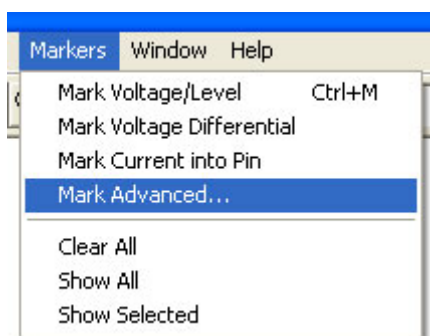 Markers Window Help
Mark Voltage/Level Ctrl+M
Mark Voltage Differential
Mark Current into Pin
Mark Advanced...
Clear All
Show All
Show Selected